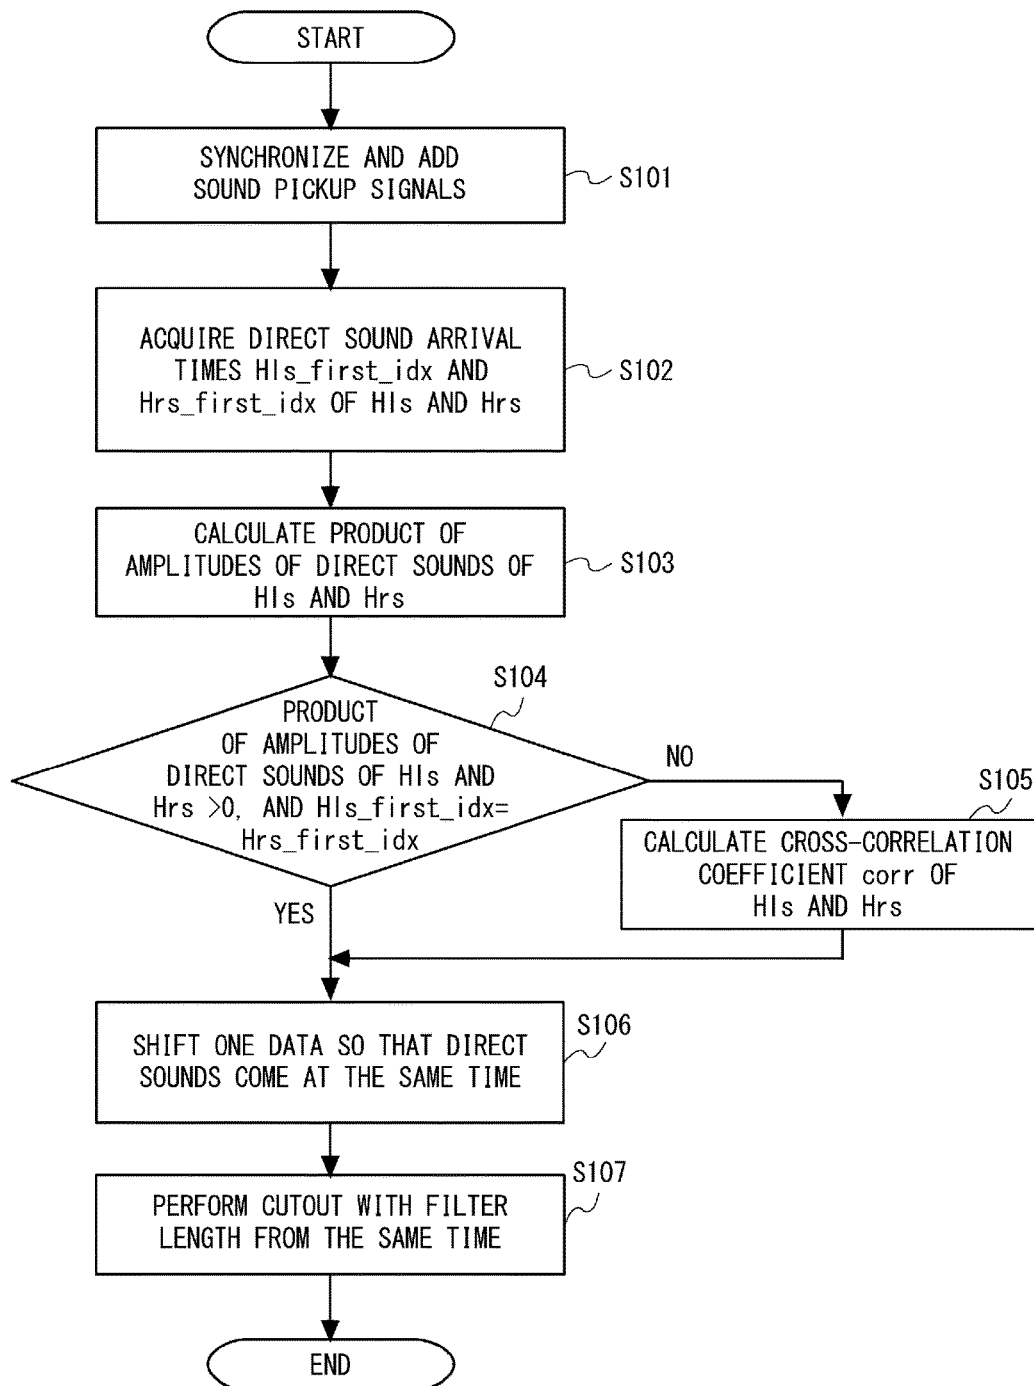 START
SYNCHRONIZE AND ADD
SOUND PICKUP SIGNALS
S101
ACQUIRE DIRECT SOUND ARRIVAL
TIMES Hls_first_idx AND
Hrs_first_idx OF Hls AND Hrs
S102
CALCULATE PRODUCT OF
AMPLITUDES OF DIRECT SOUNDS OF
Hls AND Hrs
S103
S104
PRODUCT
OF AMPLITUDES OF
DIRECT SOUNDS OF Hls AND
Hrs >0, AND Hls_first_idx=
Hrs_first_idx
NO
S105
CALCULATE CROSS-CORRELATION
COEFFICIENT corr OF
Hls AND Hrs
YES
SHIFT ONE DATA SO THAT DIRECT
SOUNDS COME AT THE SAME TIME
S106
PERFORM CUTOUT WITH FILTER
LENGTH FROM THE SAME TIME
S107
END